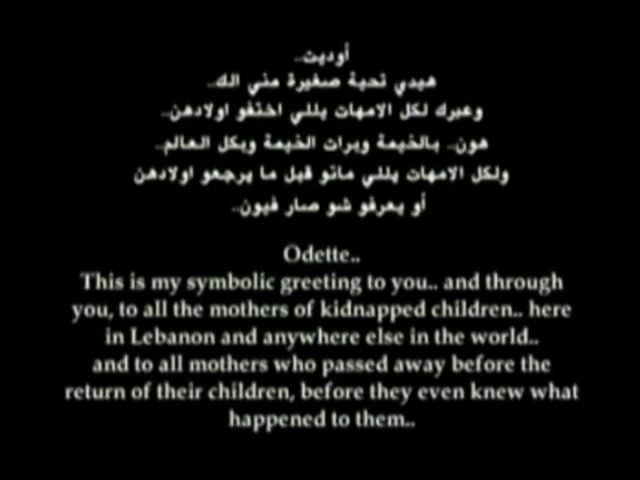 أوديت..
هيدي تحية صغيرة مني الك..
وعبرك لكل الامهات يللي اختفو اولادهن..
هون.. بالخيمة وبرات الخيمة وبكل العالم..
ولكل الامهات يللي ماتو قبل ما يرجعو اولادهن
أو يعرفو شو صار فيون..
Odette..
This is my symbolic greeting to you.. and through
you, to all the mothers of kidnapped children.. here
in Lebanon and anywhere else in the world..
and to all mothers who passed away before the
return of their children, before they even knew what
happened to them..